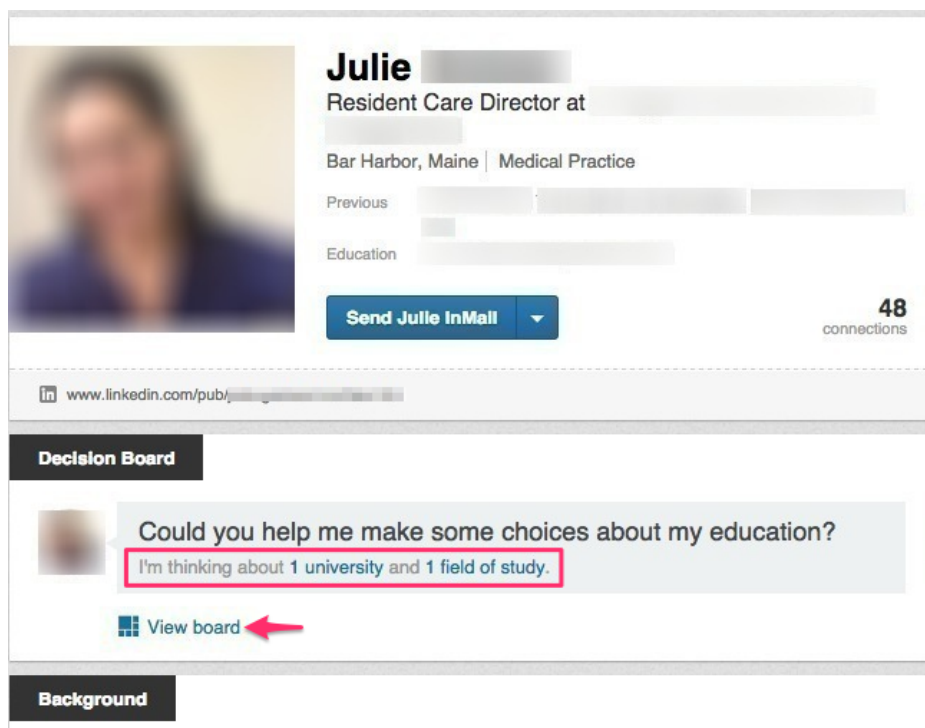 Julie
Resident Care Director at
Bar Harbor, Maine | Medical Practice
Previous
Education
Send Julie InMail
48
connections
in www.linkedin.com/pub/
Decision Board
Could you help me make some choices about my education?
I'm thinking about 1 university and 1 field of study.
View board
Background